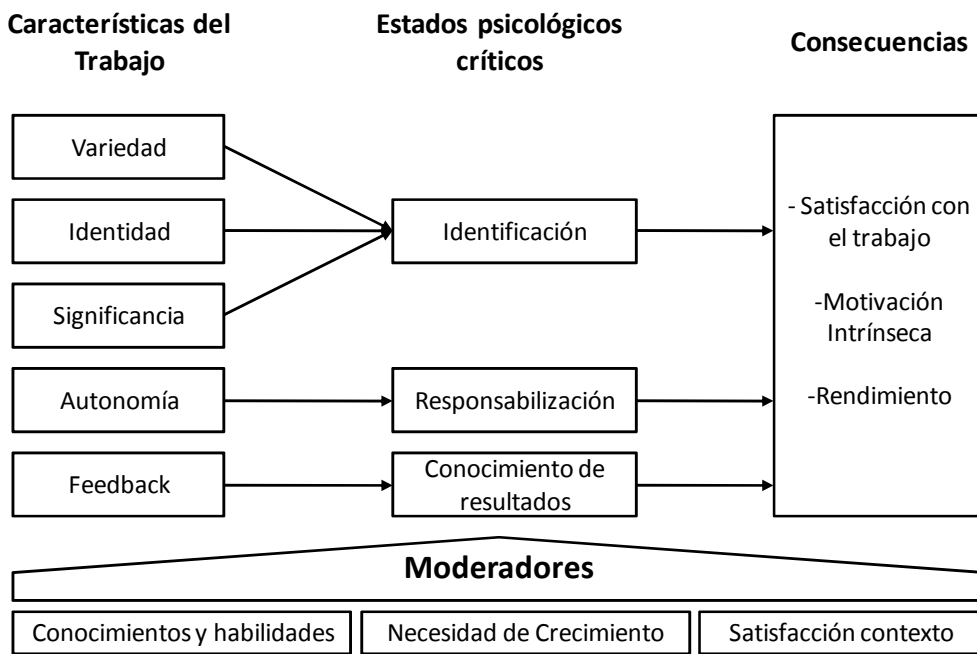 Características del
Trabajo
Estados psicológicos
críticos
Consecuencias
Variedad
Identidad
Significancia
Autonomía
Feedback
Identificación
Responsabilización
Conocimiento de
resultados
- Satisfacción con
el trabajo
-Motivación
Intrínseca
-Rendimiento
Moderadores
Conocimientos y habilidades
Necesidad de Crecimiento
Satisfacción contexto